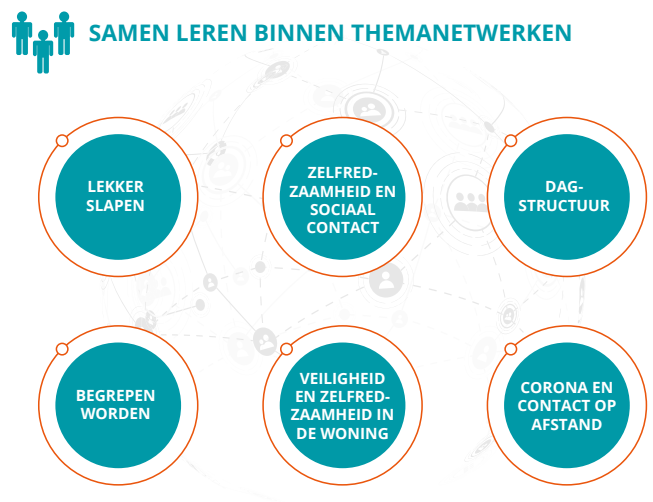 SAMEN LEREN BINNEN THEMANETWERKEN
LEKKER
SLAPEN
ZELFRED-
ZAAMHEID EN
SOCIAAL
CONTACT
DAG-
STRUCTUUR
BEGREPEN
WORDEN
VEILIGHEID
EN ZELFRED-
ZAAMHEID IN
DE WONING
CORONA EN
CONTACT OP
AFSTAND